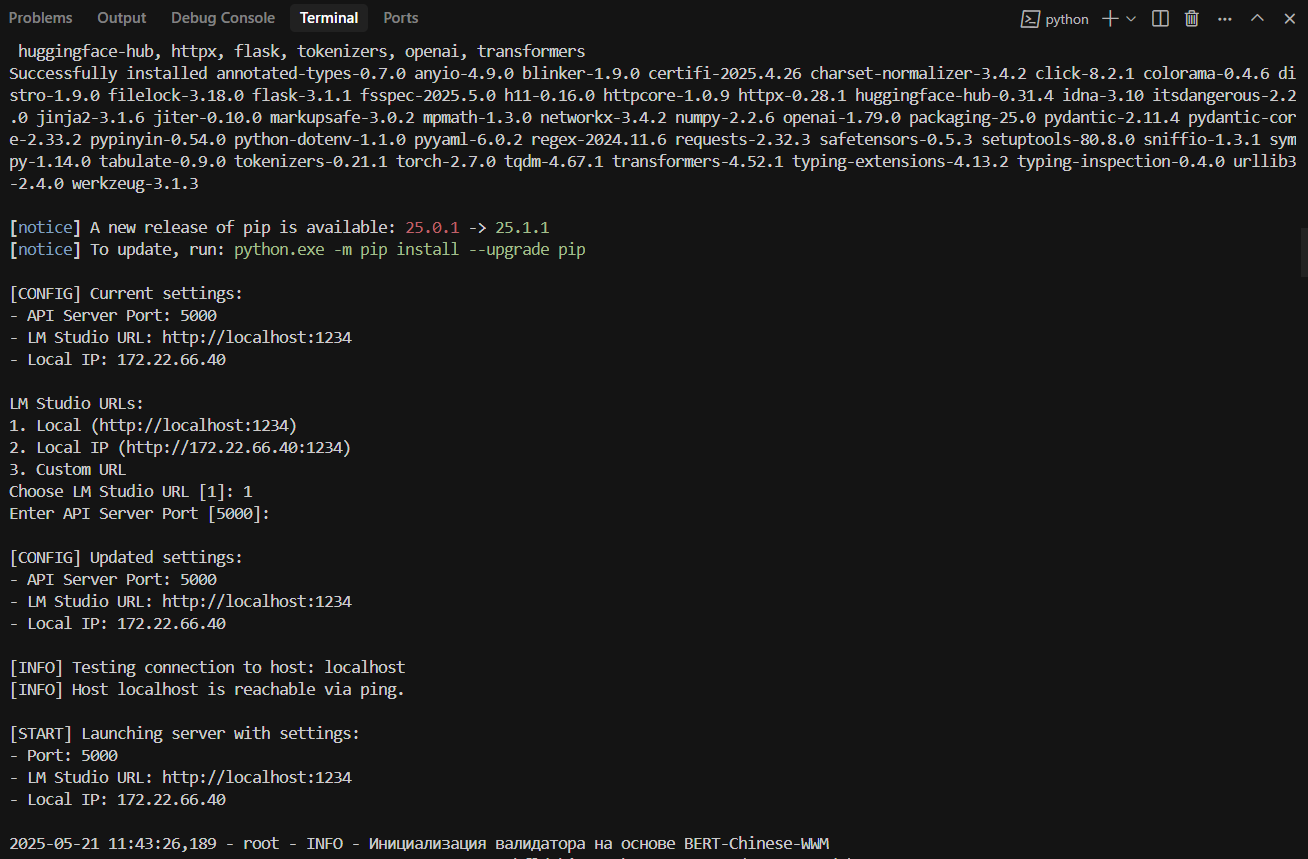 Problems Output Debug Console Terminal Ports python
huggingface-hub, httpx, flask, tokenizers, openai, transformers
Successfully installed annotated-types-0.7.0 anyio-4.9.0 blinker-1.9.0 certifi-2025.4.26 charset-normalizer-3.4.2 click-8.2.1 colorama-0.4.6 di
stro-1.9.0 filelock-3.18.0 flask-3.1.1 fsspec-2025.5.0 h11-0.16.0 httpcore-1.0.9 httpx-0.28.1 huggingface-hub-0.31.4 idna-3.10 itsdangerous-2.2
.0 jinja2-3.1.6 jiter-0.10.0 markupsafe-3.0.2 mpmath-1.3.0 networkx-3.4.2 numpy-2.2.6 openai-1.79.0 packaging-25.0 pydantic-2.11.4 pydantic-cor
e-2.33.2 pypinyin-0.54.0 python-dotenv-1.1.0 pyyaml-6.0.2 regex-2024.11.6 requests-2.32.3 safetensors-0.5.3 setuptools-80.8.0 sniffio-1.3.1 sym
py-1.14.0 tabulate-0.9.0 tokenizers-0.21.1 torch-2.7.0 tqdm-4.67.1 transformers-4.52.1 typing-extensions-4.13.2 typing-inspection-0.4.0 urllib3
-2.4.0 werkzeug-3.1.3
[notice] A new release of pip is available: 25.0.1 -> 25.1.1
[notice] To update, run: python.exe -m pip install --upgrade pip
[CONFIG] Current settings:
- API Server Port: 5000
- LM Studio URL: http://localhost:1234
- Local IP: 172.22.66.40
LM Studio URLs:
1. Local (http://localhost:1234)
2. Local IP (http://172.22.66.40:1234)
3. Custom URL
Choose LM Studio URL [1]: 1
Enter API Server Port [5000]:
[CONFIG] Updated settings:
- API Server Port: 5000
- LM Studio URL: http://localhost:1234
- Local IP: 172.22.66.40
[INFO] Testing connection to host: localhost
[INFO] Host localhost is reachable via ping.
[START] Launching server with settings:
- Port: 5000
- LM Studio URL: http://localhost:1234
- Local IP: 172.22.66.40
2025-05-21 11:43:26,189 - root - INFO - Инициализация валидатора на основе BERT-Chinese-WWM